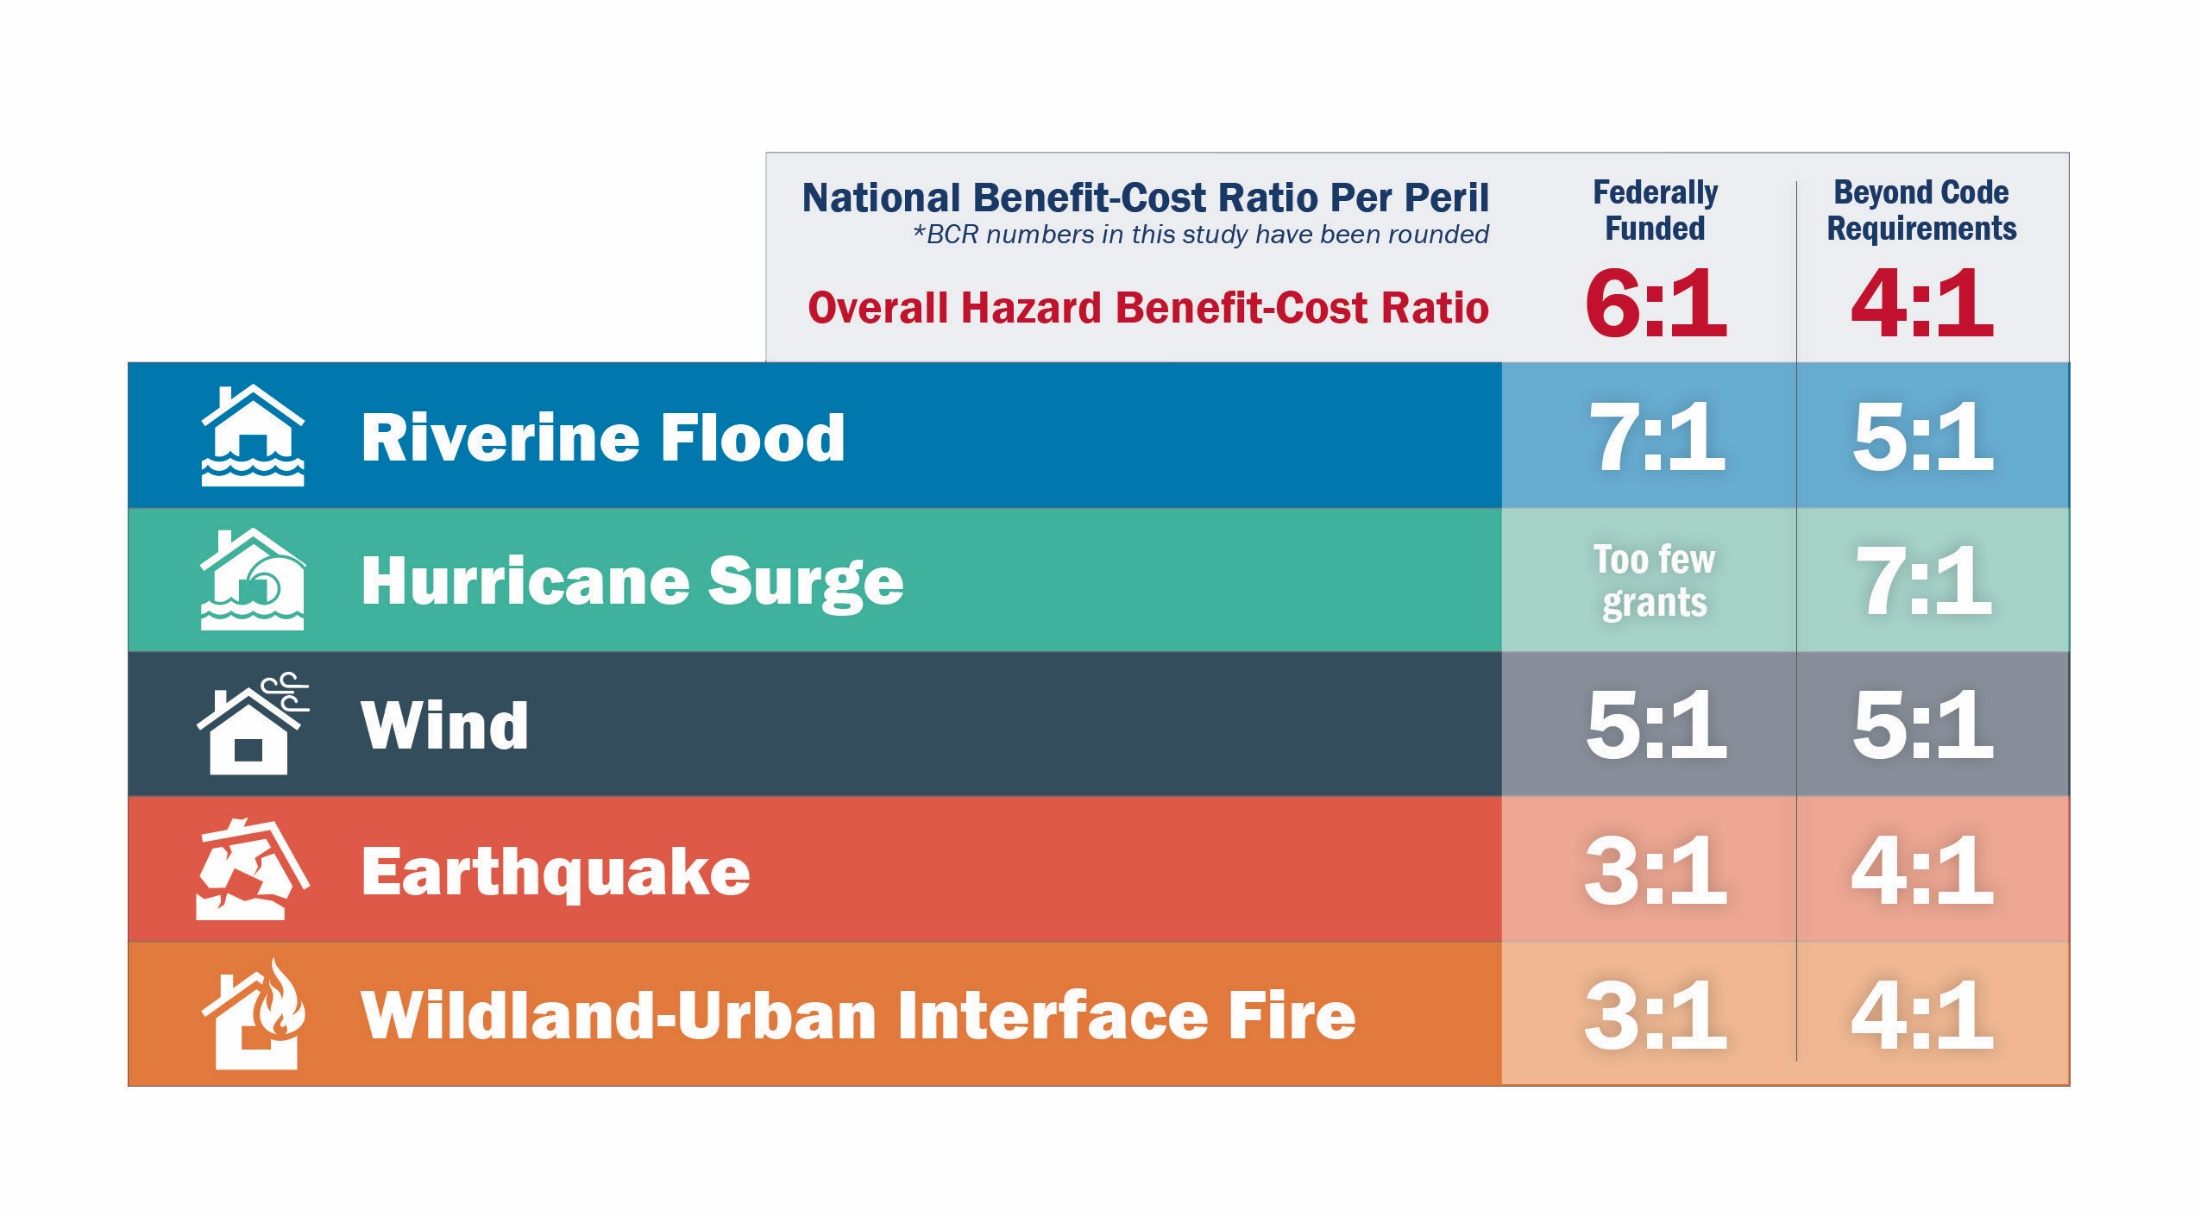 National Benefit-Cost Ratio Per Peril
*BCR numbers in this study have been rounded
Federally
Funded
Beyond Code
Requirements
Overall Hazard Benefit-Cost Ratio 6:1 4:1
Riverine Flood 7:1 5:1
Hurricane Surge Too few
grants 7:1
Wind 5:1 5:1
Earthquake 3:1 4:1
Wildland-Urban Interface Fire 3:1 4:1